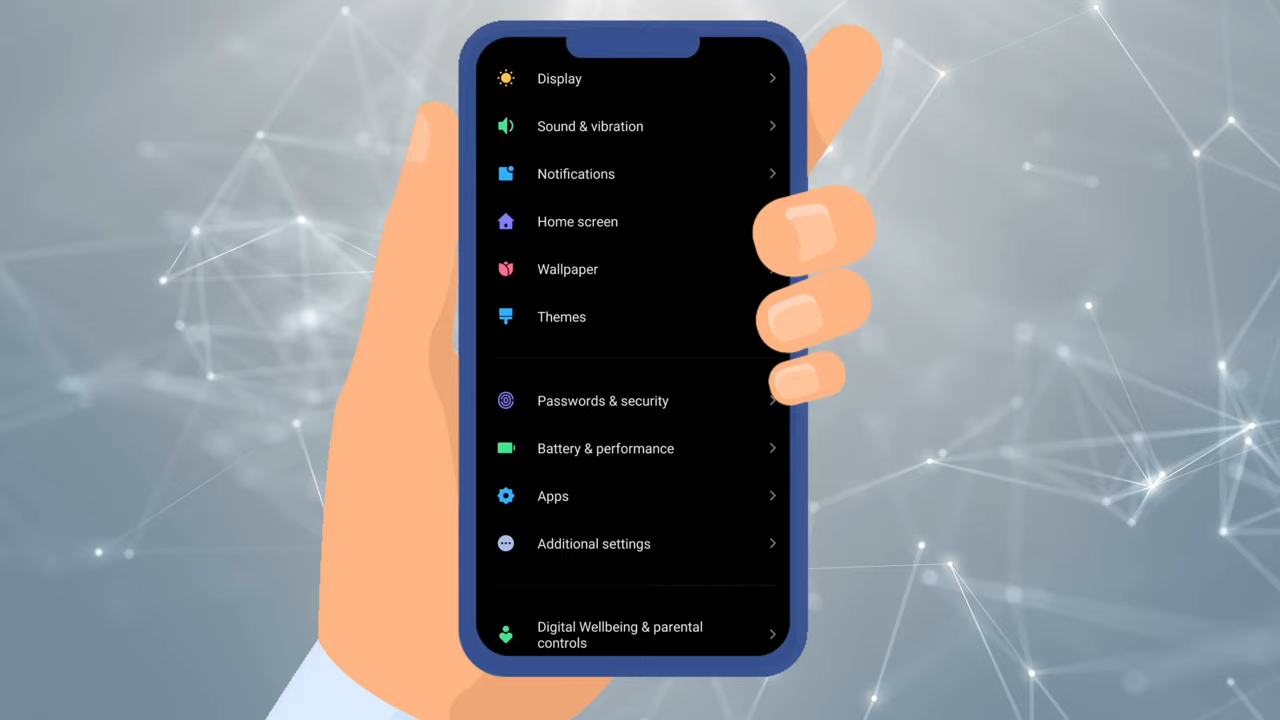 Display
Sound & vibration
Notifications
Home screen
Wallpaper
Themes
Passwords & security
Battery & performance
Apps
Additional settings
Digital Wellbeing & parental
controls